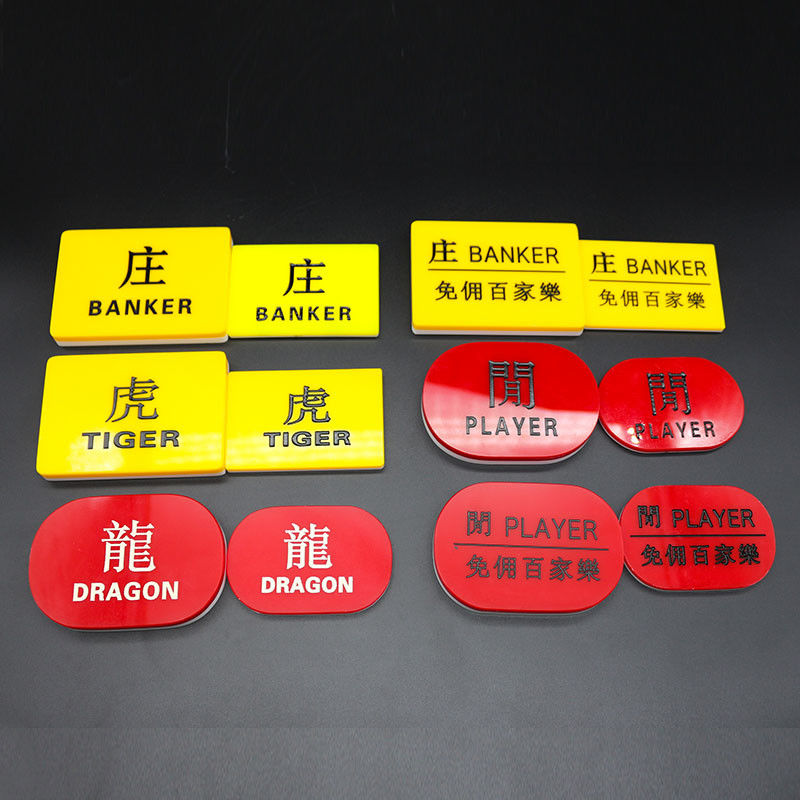 庄
BANKER
庄
BANKER
庄 BANKER
免佣百家樂
庄 BANKER
免佣百家樂
虎
TIGER
虎
TIGER
閒
PLAYER
閒
PLAYER
龍
DRAGON
龍
DRAGON
閒 PLAYER
免佣百家樂
閒 PLAYER
免佣百家樂